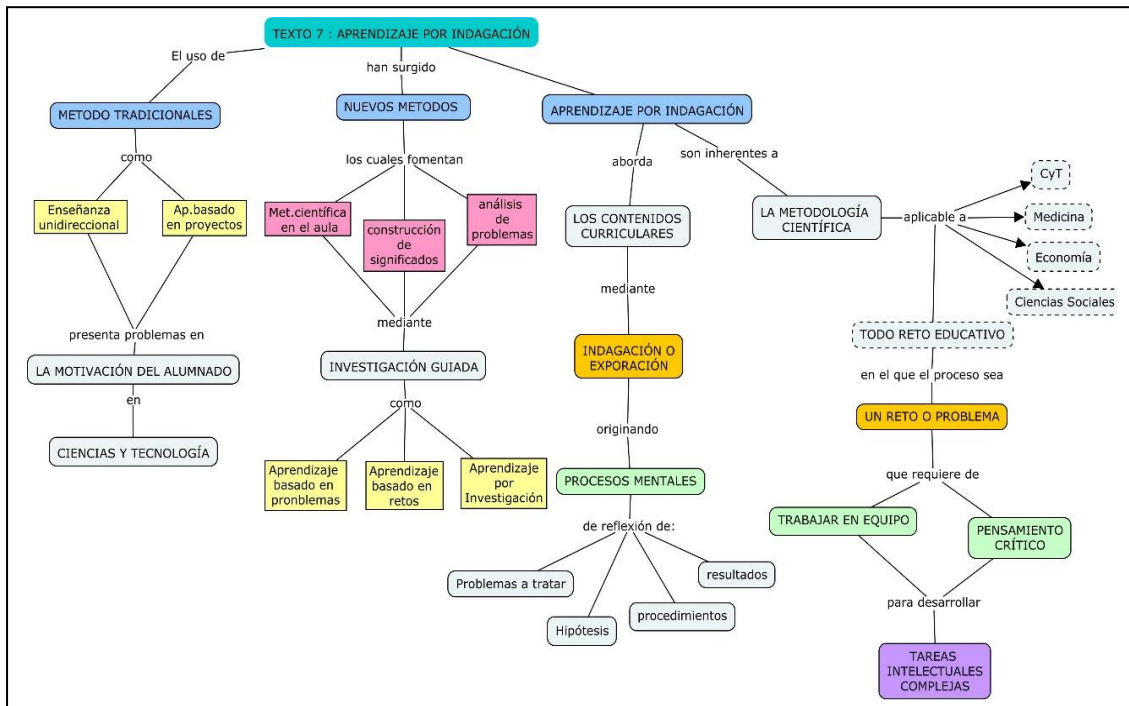 TEXTO 7 : APRENDIZAJE POR INDAGACIÓN
El uso de
han surgido
METODO TRADICIONALES
NUEVOS METODOS
APRENDIZAJE POR INDAGACIÓN
como
los cuales fomentan
aborda
son inherentes a
Enseñanza
unidireccional
Ap.basado
en proyectos
Met.científica
en el aula
construcción
de
significados
análisis
de
problemas
LOS CONTENIDOS
CURRICULARES
LA METODOLOGÍA
CIENTÍFICA
aplicable a
CyT
Medicina
Economía
Ciencias Sociales
presenta problemas en
mediante
mediante
TODO RETO EDUCATIVO
LA MOTIVACIÓN DEL ALUMNADO
INVESTIGACIÓN GUIADA
INDAGACIÓN O
EXPORACIÓN
en el que el proceso sea
en
como
originando
UN RETO O PROBLEMA
CIENCIAS Y TECNOLOGÍA
Aprendizaje
basado en
pronblemas
Aprendizaje
basado en
retos
Aprendizaje
por
Investigación
PROCESOS MENTALES
que requiere de
de reflexión de:
TRABAJAR EN EQUIPO
PENSAMIENTO
CRÍTICO
Problemas a tratar
Hipótesis
procedimientos
resultados
para desarrollar
TAREAS
INTELECTUALES
COMPLEJAS